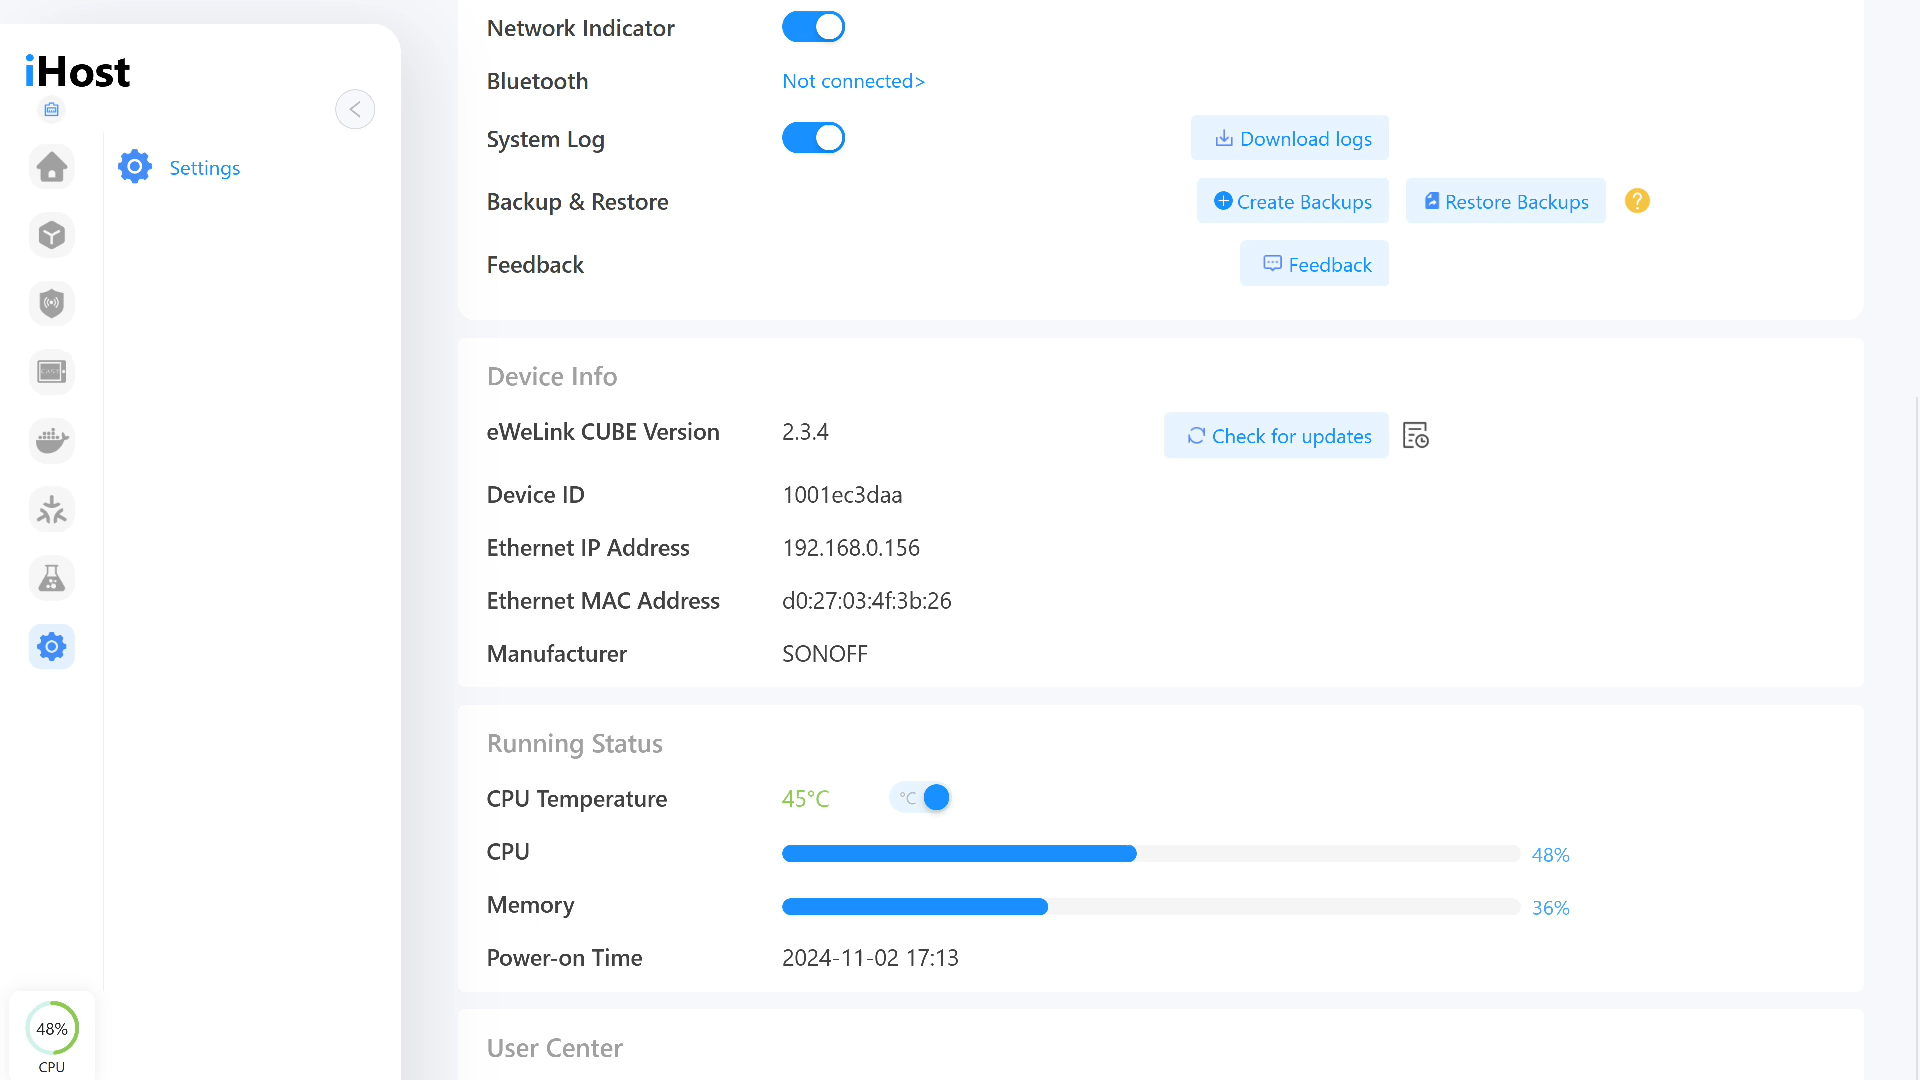 iHost
Settings
Network Indicator
Bluetooth Not connected>
System Log Download logs
Backup & Restore Create Backups Restore Backups ?
Feedback Feedback
Device Info
eWeLink CUBE Version 2.3.4 Check for updates
Device ID 1001ec3daa
Ethernet IP Address 192.168.0.156
Ethernet MAC Address d0:27:03:4f:3b:26
Manufacturer SONOFF
Running Status
CPU Temperature 45°C °C
CPU 48%
Memory 36%
Power-on Time 2024-11-02 17:13
User Center
48%
CPU